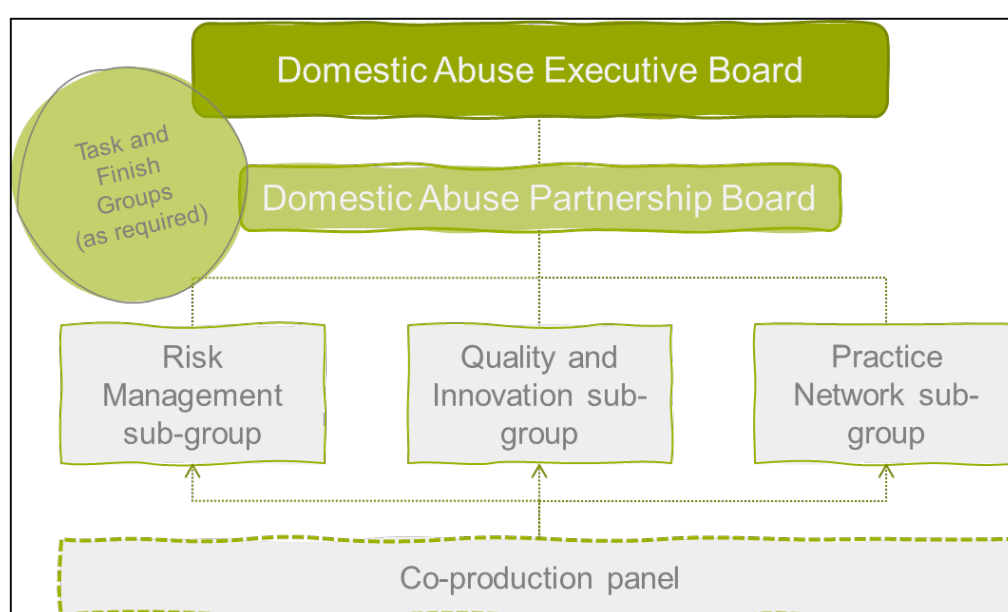 Domestic Abuse Executive Board
Task and
Finish
Groups
(as required)
Domestic Abuse Partnership Board
Risk
Management
sub-group
Quality and
Innovation sub-
group
Practice
Network sub-
group
Co-production panel